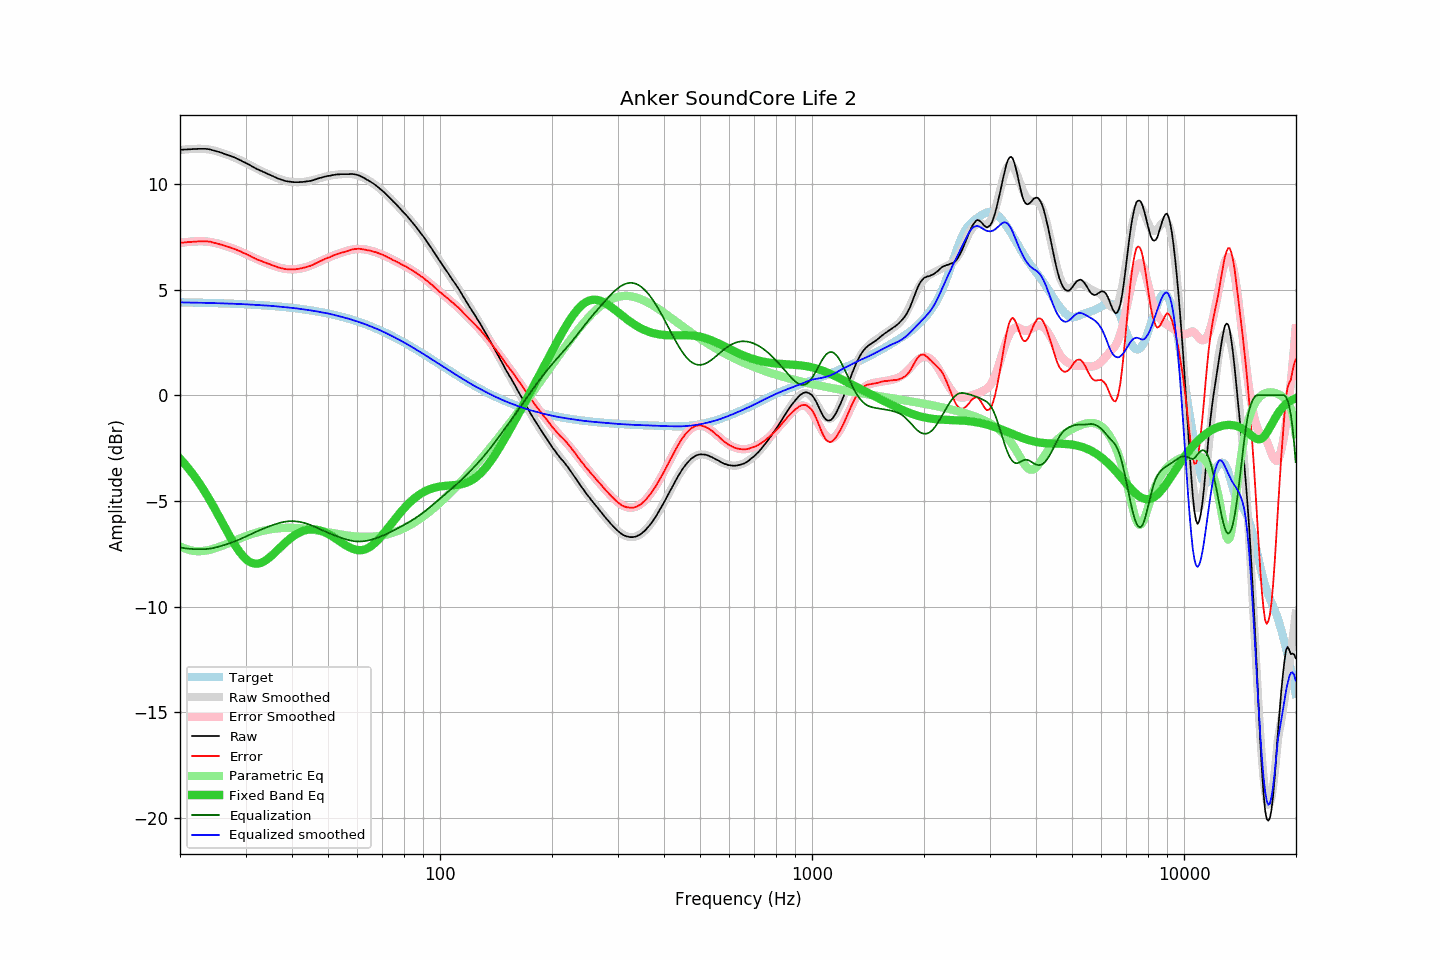 Anker SoundCore Life 2
Amplitude (dBr)
10
5
0
−5
−10
−15
−20
Target
Raw Smoothed
Error Smoothed
Raw
Error
Parametric Eq
Fixed Band Eq
Equalization
Equalized smoothed
100 1000 10000
Frequency (Hz)